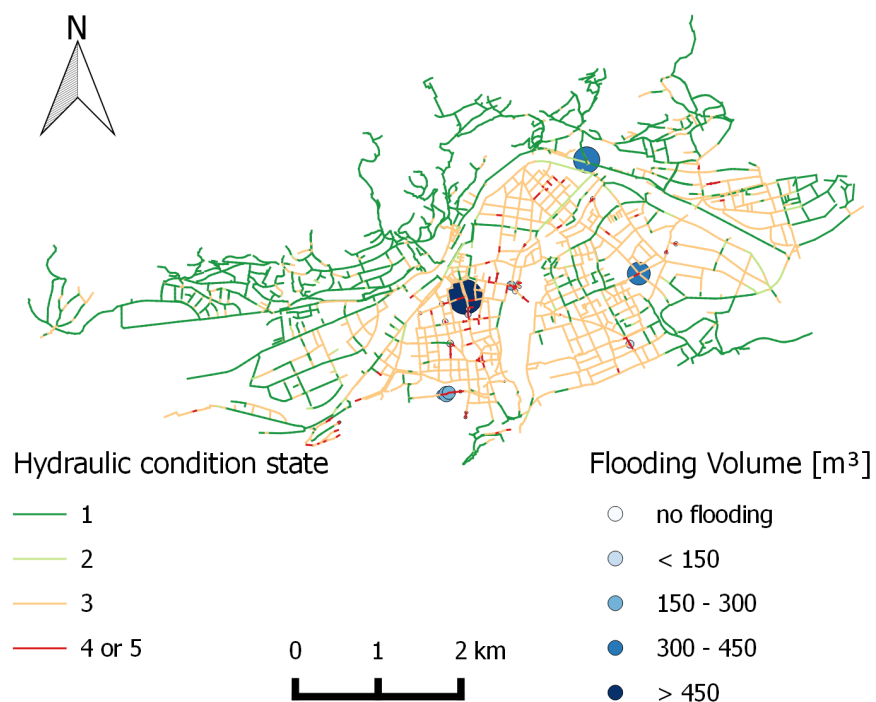 N
Hydraulic condition state
1
2
3
4 or 5
0 1 2 km
Flooding Volume [m³]
no flooding
< 150
150 - 300
300 - 450
> 450